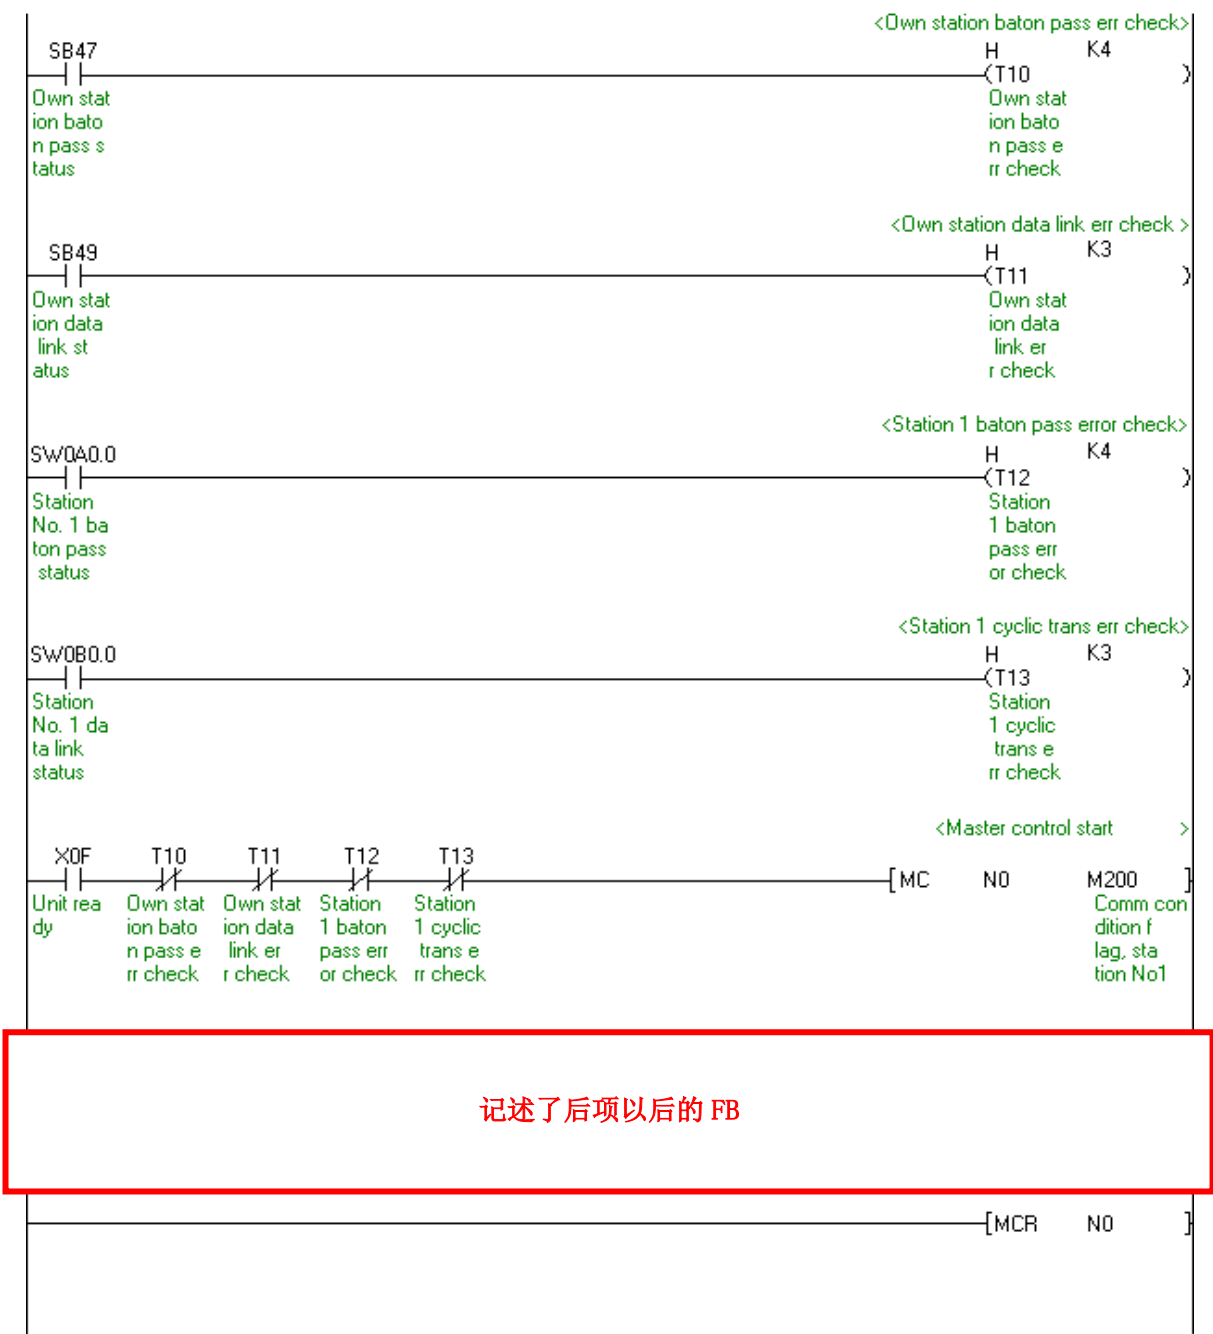 <Own station baton pass err check>
SB47
H K4
(T10 )
Own stat
ion bato
n pass s
tatus
Own stat
ion bato
n pass e
rr check
<Own station data link err check >
SB49
H K3
(T11 )
Own stat
ion data
link st
atus
Own stat
ion data
link er
r check
<Station 1 baton pass error check>
SW0A0.0
H K4
(T12 )
Station
No. 1 ba
ton pass
status
Station
1 baton
pass err
or check
<Station 1 cyclic trans err check>
SW0B0.0
H K3
(T13 )
Station
No. 1 da
ta link
status
Station
1 cyclic
trans e
rr check
<Master control start >
X0F T10 T11 T12 T13
[MC N0 M200 ]
Unit rea
dy
Own stat
ion bato
n pass e
rr check
Own stat
ion data
link er
r check
Station
1 baton
pass err
or check
Station
1 cyclic
trans e
rr check
Comm con
dition f
lag, sta
tion No1
记述了后项以后的 FB
[MCR N0 ]